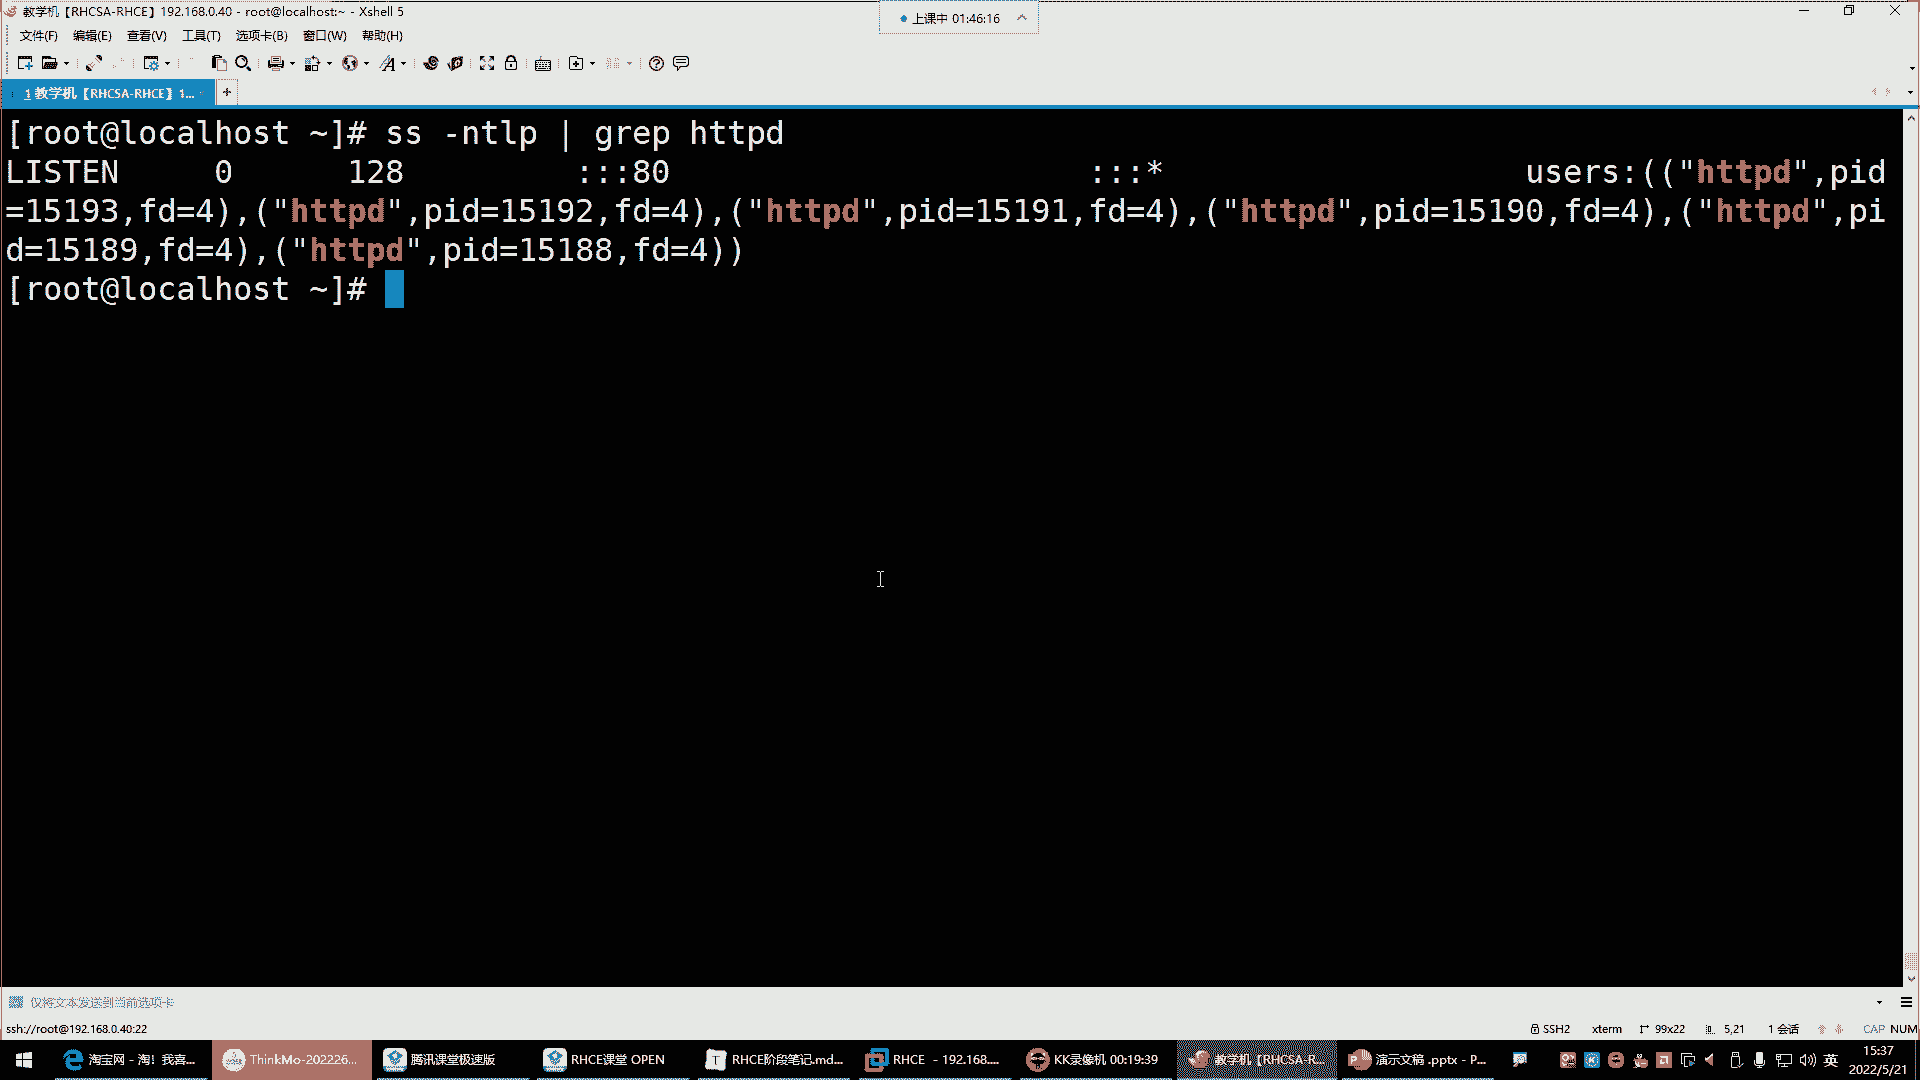 教学机【RHCSA-RHCE】192.168.0.40 - root@localhost:~ - Xshell 5
上课中 01:46:16
文件(F) 编辑(E) 查看(V) 工具(T) 选项卡(B) 窗口(W) 帮助(H)
1 教学机【RHCSA-RHCE】1...
[root@localhost ~]# ss -ntlp | grep httpd
LISTEN 0 128 :::80 :::* users:(("httpd",pid
=15193,fd=4),("httpd",pid=15192,fd=4),("httpd",pid=15191,fd=4),("httpd",pid=15190,fd=4),("httpd",pi
d=15189,fd=4),("httpd",pid=15188,fd=4))
[root@localhost ~]#
仅将文本发送到当前选项卡
ssh://root@192.168.0.40:22 SSH2 xterm 99x22 5,21 1 会话 CAP NUM
淘宝网 - 淘！我喜... ThinkMo-202226... 腾讯课堂极速版 RHCE课堂 OPEN RHCE阶段笔记.md... RHCE - 192.168.... KK录像机 00:19:39 教学机【RHCSA-R... 演示文稿 .pptx - P... 英 15:37
2022/5/21